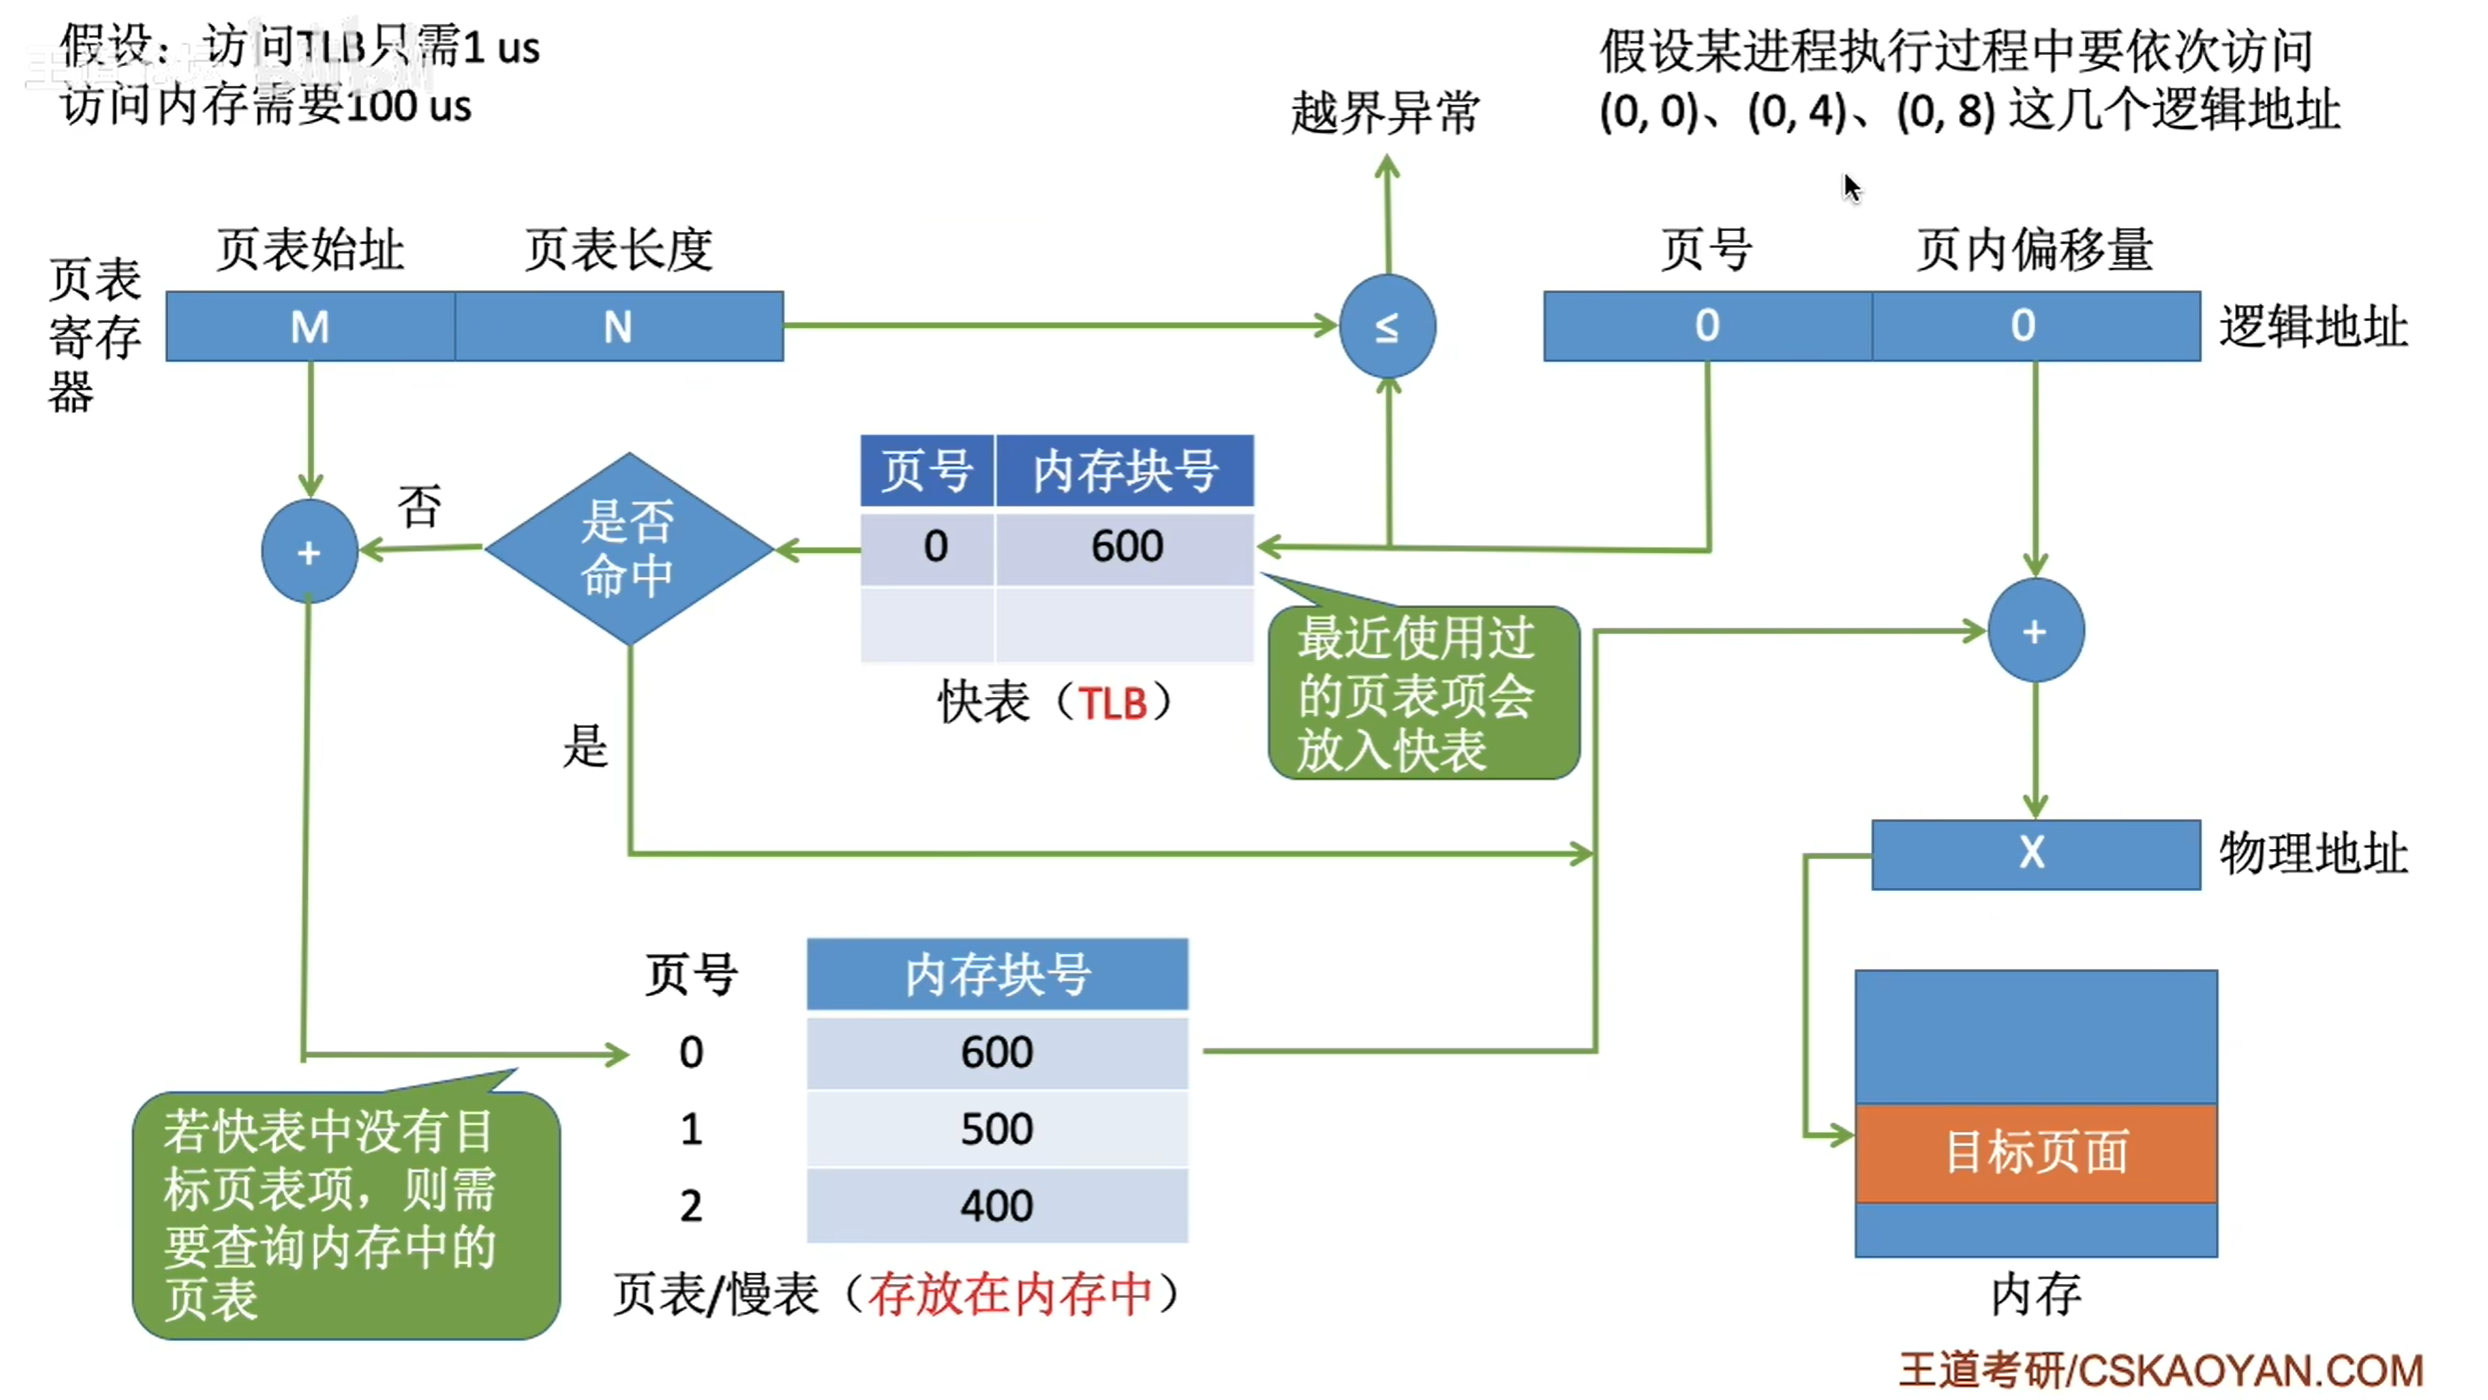 假设：访问TLB只需1 us
访问内存需要100 us
假设某进程执行过程中要依次访问
(0, 0)、(0, 4)、(0, 8) 这几个逻辑地址
越界异常
页表始址
页表长度
页号
页内偏移量
页表
寄存
器
M
N
≤
0
0
逻辑地址
页号
内存块号
0
600
快表（TLB）
否
是否
命中
+
是
最近使用过
的页表项会
放入快表
+
X
物理地址
页号
内存块号
0
600
1
500
2
400
页表/慢表（存放在内存中）
若快表中没有目
标页表项，则需
要查询内存中的
页表
目标页面
内存
王道考研/CSKAOYAN.COM